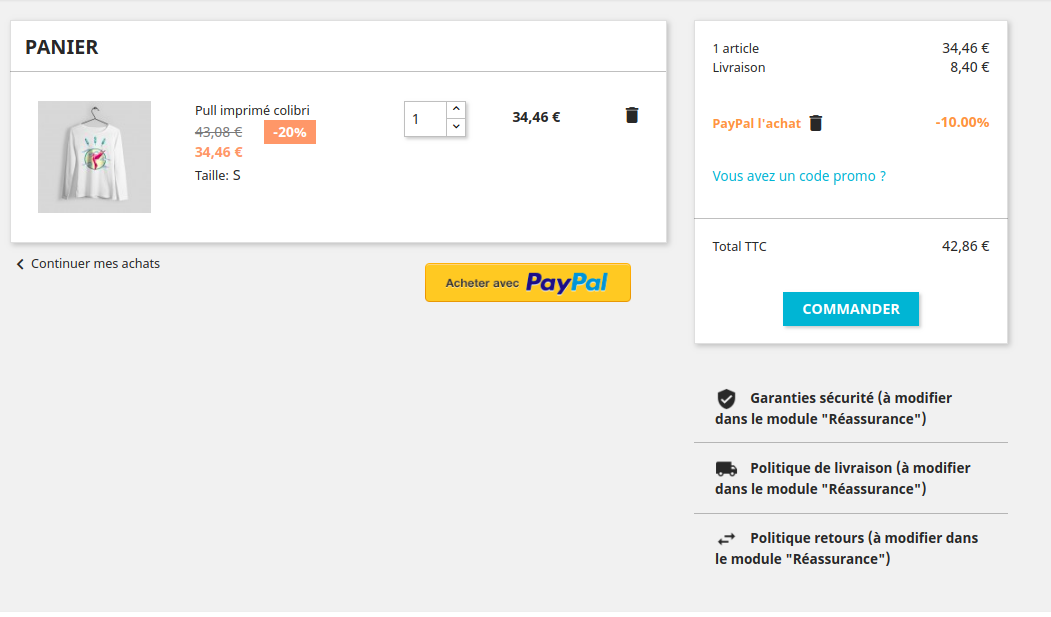 PANIER
Pull imprimé colibri
43,08 € -20%
34,46 €
Taille: S
1
34,46 €
Continuer mes achats
Acheter avec PayPal
1 article 34,46 €
Livraison 8,40 €
PayPal l'achat -10.00%
Vous avez un code promo ?
Total TTC 42,86 €
COMMANDER
Garanties sécurité (à modifier
dans le module "Réassurance")
Politique de livraison (à modifier
dans le module "Réassurance")
Politique retours (à modifier dans
le module "Réassurance")